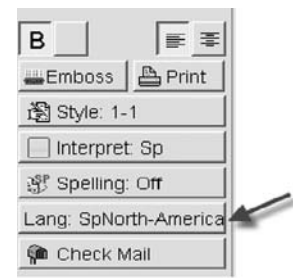 B
Emboss Print
Style: 1-1
Interpret: Sp
Spelling: Off
Lang: SpNorth-America
Check Mail